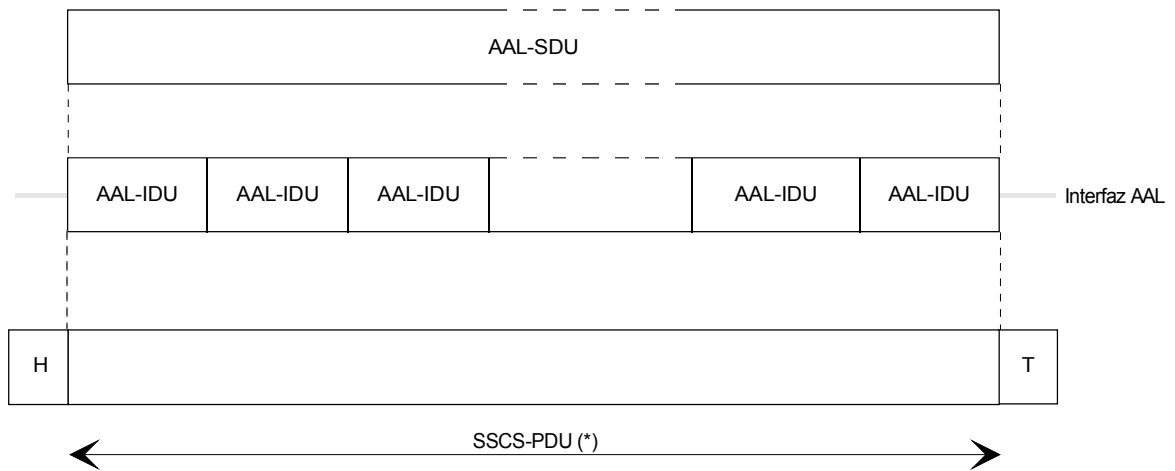 AAL-SDU
AAL-IDU AAL-IDU AAL-IDU AAL-IDU AAL-IDU Interfaz AAL
H T
SSCS-PDU (*)